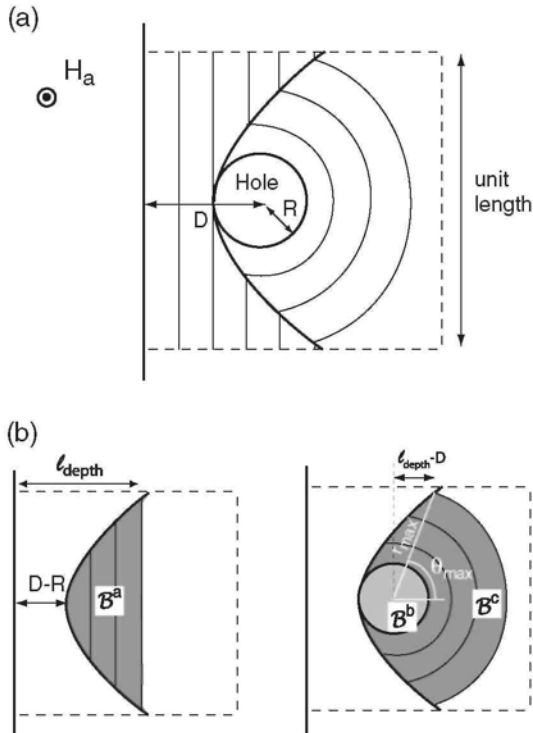 (a)
Hₐ
Hole
R
D
unit
length
(b)
ℓdepth
D-R
ℬᵃ
ℓdepth-D
rmax
θmax
ℬᵇ
ℬᶜ